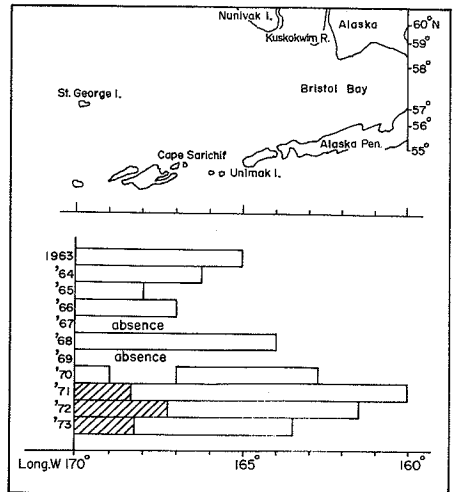 Nunivak I.
Alaska
60°N
Kuskokwim R.
59°
58°
St. George I.
Bristol Bay
57°
56°
Cape Sarichif
Alaska Pen.
55°
Unimak I.
1963
'64
'65
'66
'67 absence
'68
'69 absence
'70
'71
'72
'73
Long.W 170° 165° 160°